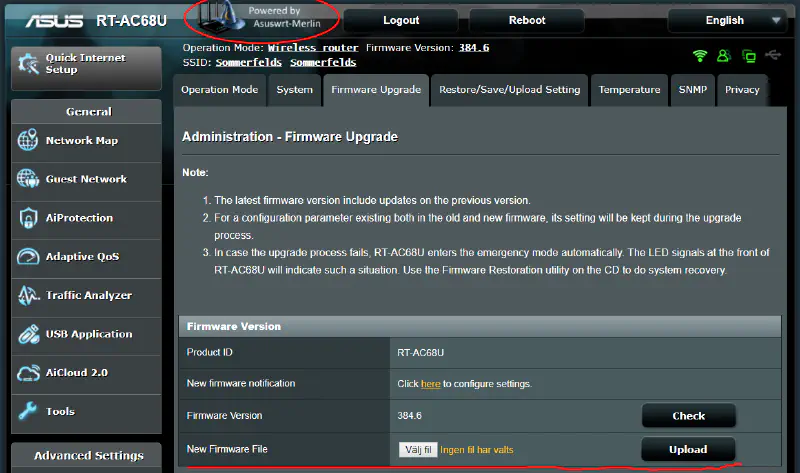 ASUS RT-AC68U Powered by Asuswrt-Merlin Logout Reboot English
Quick Internet Setup
Operation Mode: Wireless router Firmware Version: 384.6
SSID: Sommerfelds Sommerfelds
Operation Mode System Firmware Upgrade Restore/Save/Upload Setting Temperature SNMP Privacy
General
Network Map
Guest Network
AiProtection
Adaptive QoS
Traffic Analyzer
USB Application
AiCloud 2.0
Tools
Advanced Settings
Administration - Firmware Upgrade
Note:
1. The latest firmware version include updates on the previous version.
2. For a configuration parameter existing both in the old and new firmware, its setting will be kept during the upgrade
process.
3. In case the upgrade process fails, RT-AC68U enters the emergency mode automatically. The LED signals at the front of
RT-AC68U will indicate such a situation. Use the Firmware Restoration utility on the CD to do system recovery.
Firmware Version
Product ID RT-AC68U
New firmware notification Click here to configure settings.
Firmware Version 384.6 Check
New Firmware File Välj fil Ingen fil har valts Upload